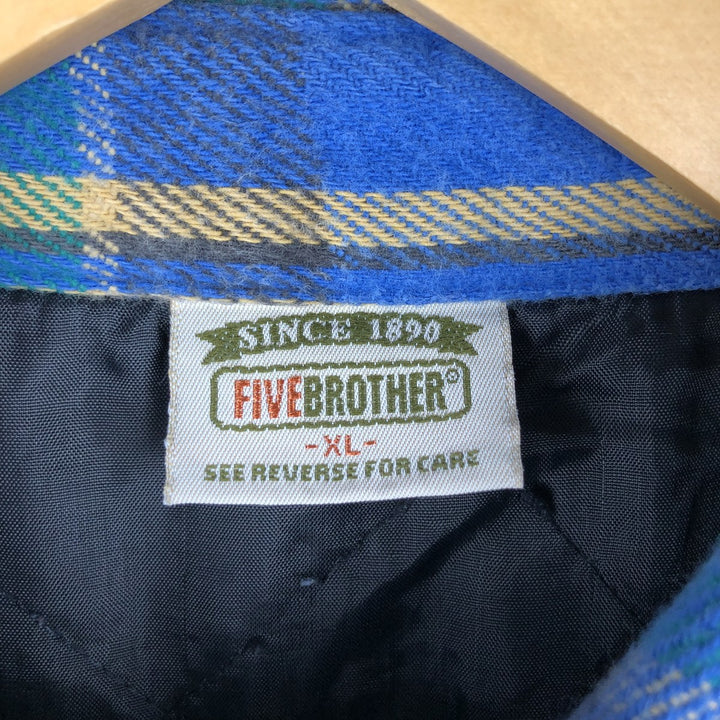 SINCE 1890
FIVEBROTHER®
-XL-
SEE REVERSE FOR CARE